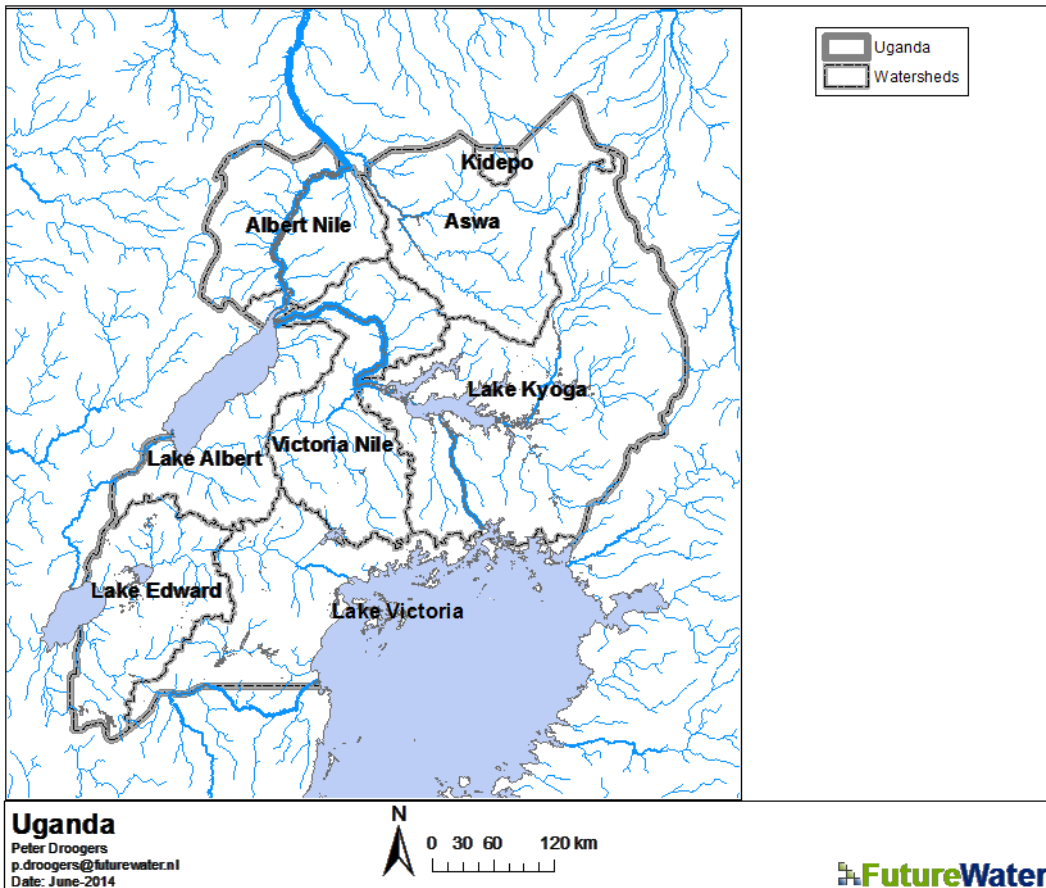 Uganda
Watersheds
Kidepo
Albert Nile
Aswa
Lake Kyoga
Victoria Nile
Lake Albert
Lake Edward
Lake Victoria
Uganda
Peter Droogers
p.droogers@futurewater.nl
Date: June-2014
N
0 30 60 120 km
FutureWater